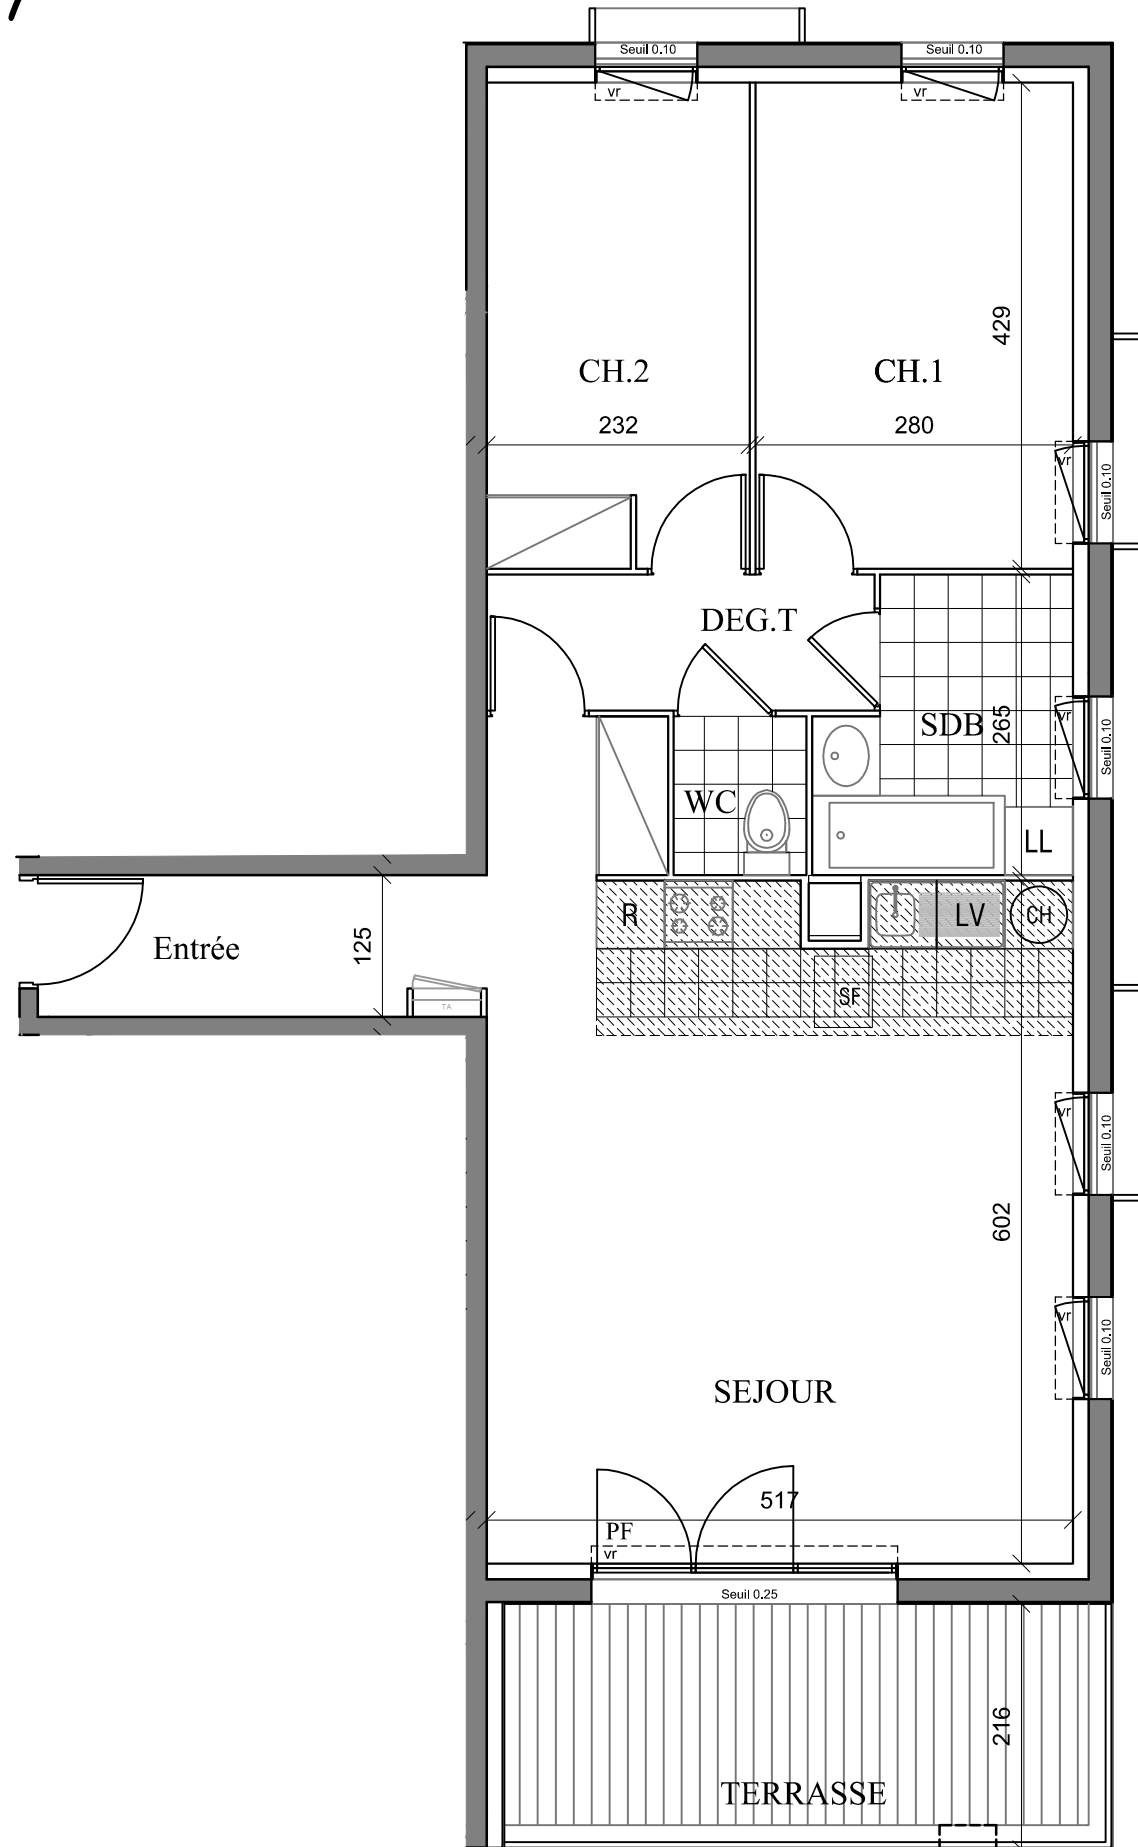 Seuil 0.10
Seuil 0.10
vr
vr
429
CH.2
CH.1
232
280
vr
Seuil 0.10
DEG.T
SDB
265
vr
Seuil 0.10
WC
LL
R
LV
CH
Entrée
125
SF
TA
vr
Seuil 0.10
602
vr
Seuil 0.10
SEJOUR
517
PF
vr
Seuil 0.25
216
TERRASSE